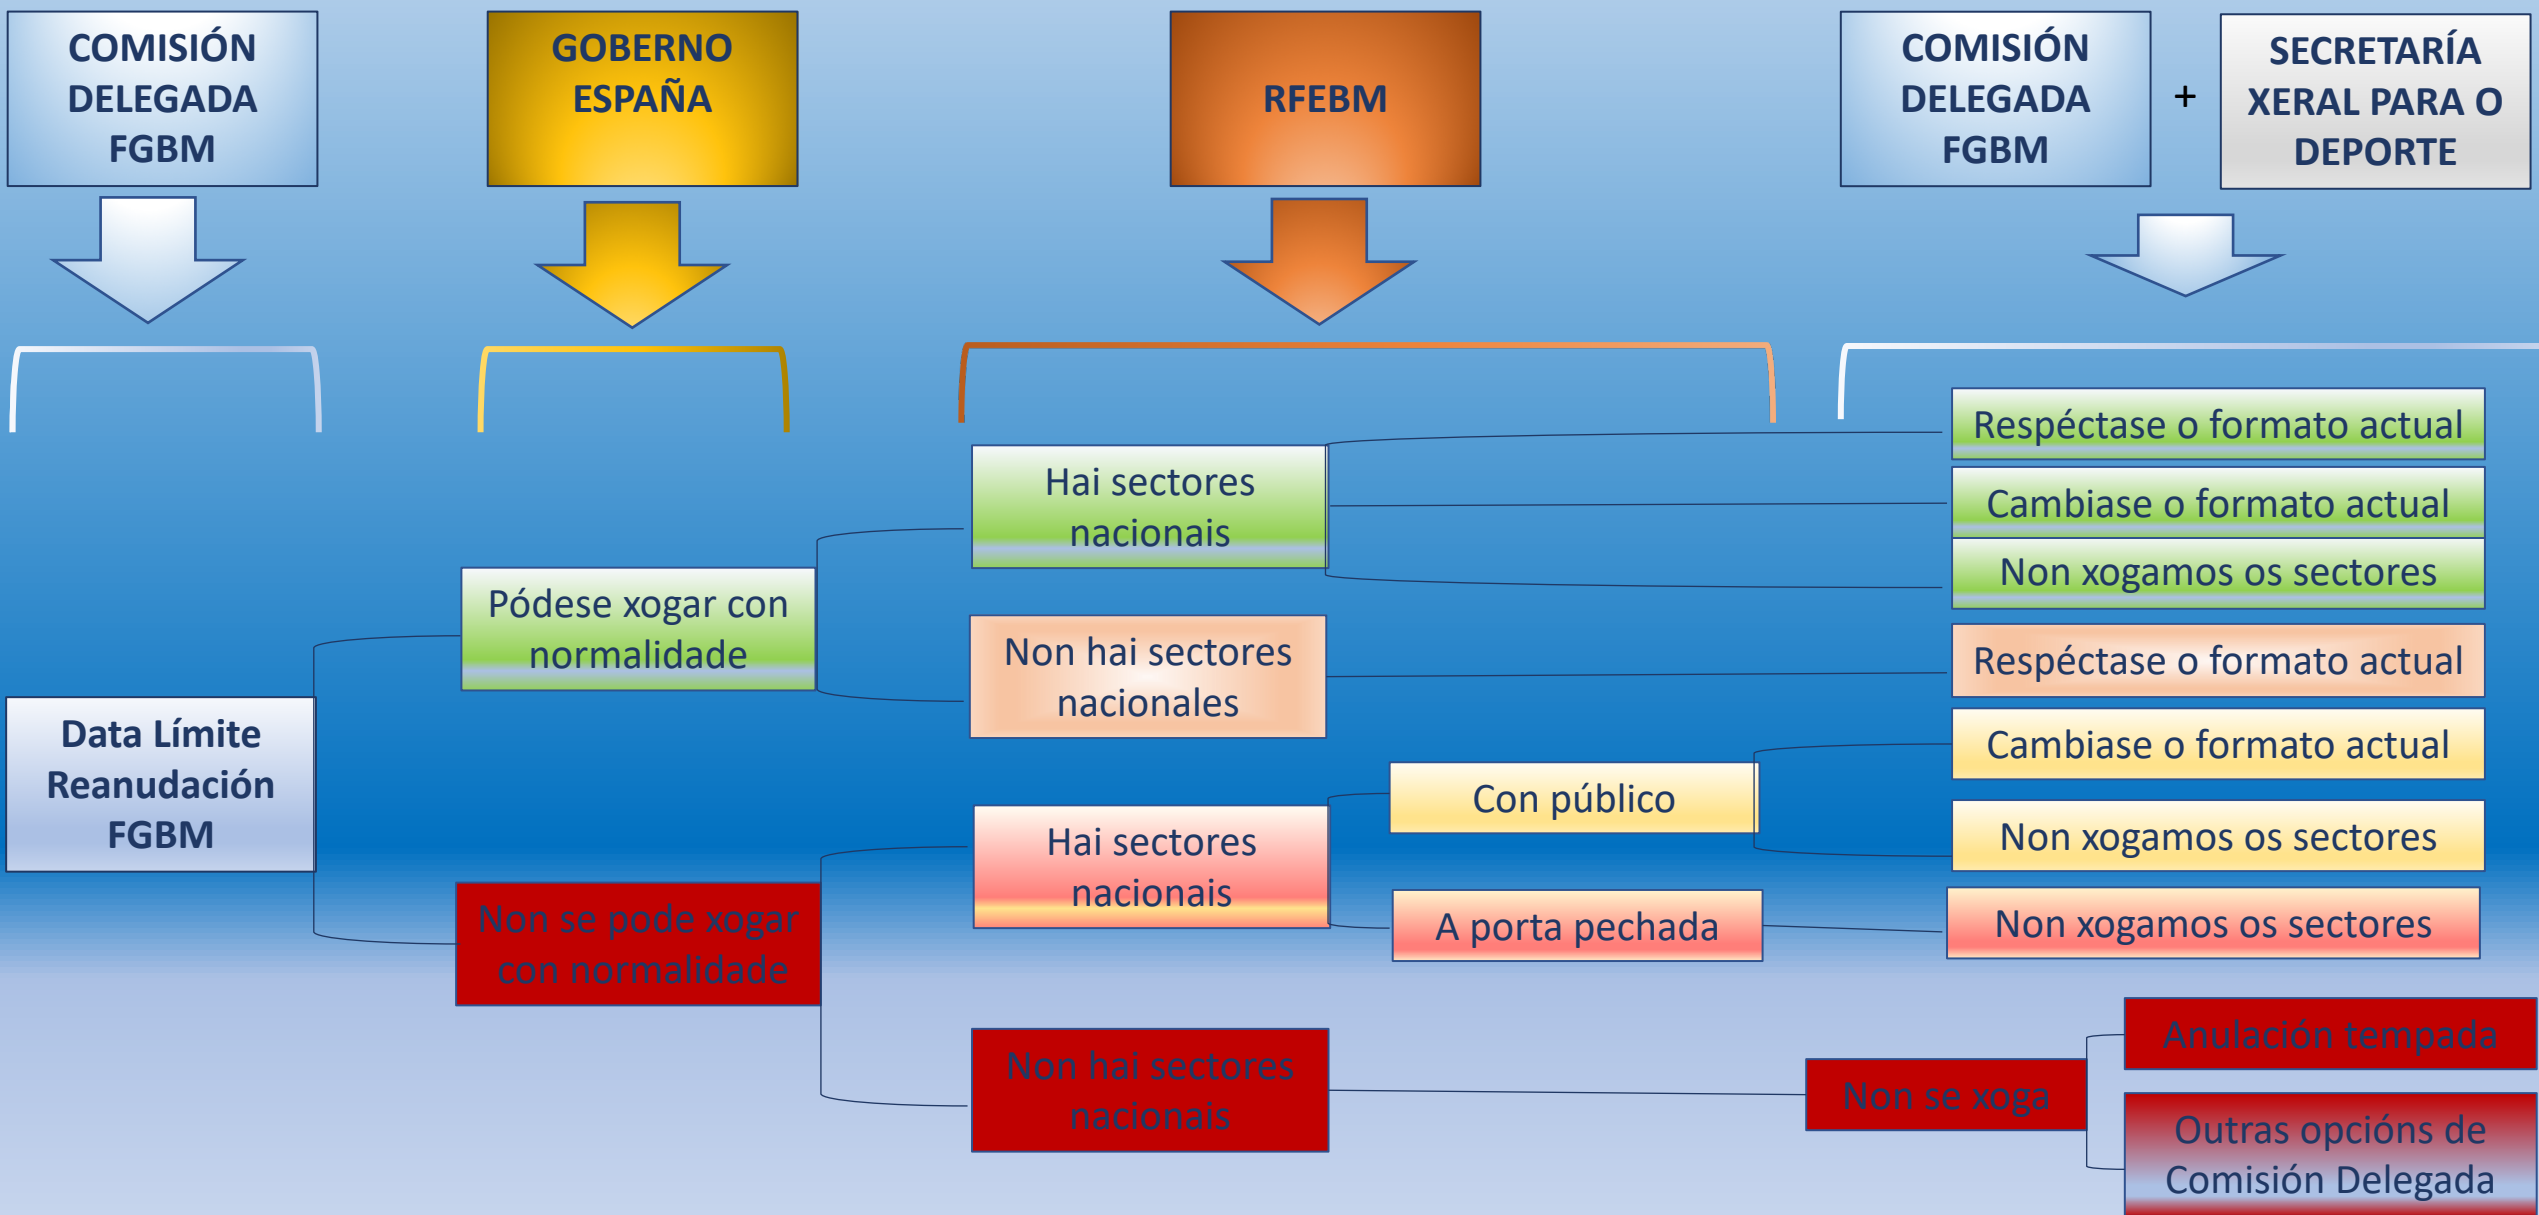 COMISIÓN
DELEGADA
FGBM
GOBERNO
ESPAÑA
RFEBM
COMISIÓN
DELEGADA
FGBM
+
SECRETARÍA
XERAL PARA O
DEPORTE
Data Límite
Reanudación
FGBM
Pódese xogar con
normalidade
Non se pode xogar
con normalidade
Hai sectores
nacionais
Non hai sectores
nacionales
Hai sectores
nacionais
Non hai sectores
nacionais
Con público
A porta pechada
Respéctase o formato actual
Cambiase o formato actual
Non xogamos os sectores
Respéctase o formato actual
Cambiase o formato actual
Non xogamos os sectores
Non xogamos os sectores
Non se xoga
Anulación tempada
Outras opcións de
Comisión Delegada